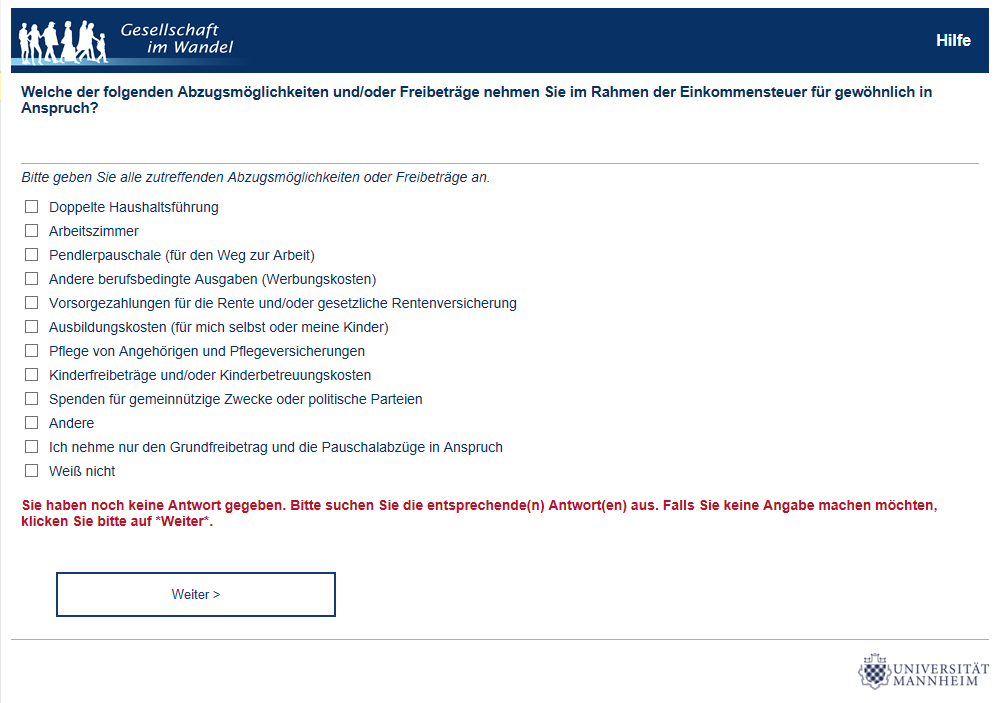 Gesellschaft
im Wandel
Hilfe
Welche der folgenden Abzugsmöglichkeiten und/oder Freibeträge nehmen Sie im Rahmen der Einkommensteuer für gewöhnlich in
Anspruch?
Bitte geben Sie alle zutreffenden Abzugsmöglichkeiten oder Freibeträge an.
Doppelte Haushaltsführung
Arbeitszimmer
Pendlerpauschale (für den Weg zur Arbeit)
Andere berufsbedingte Ausgaben (Werbungskosten)
Vorsorgezahlungen für die Rente und/oder gesetzliche Rentenversicherung
Ausbildungskosten (für mich selbst oder meine Kinder)
Pflege von Angehörigen und Pflegeversicherungen
Kinderfreibeträge und/oder Kinderbetreuungskosten
Spenden für gemeinnützige Zwecke oder politische Parteien
Andere
Ich nehme nur den Grundfreibetrag und die Pauschalabzüge in Anspruch
Weiß nicht
Sie haben noch keine Antwort gegeben. Bitte suchen Sie die entsprechende(n) Antwort(en) aus. Falls Sie keine Angabe machen möchten,
klicken Sie bitte auf *Weiter*.
Weiter >
UNIVERSITÄT
MANNHEIM